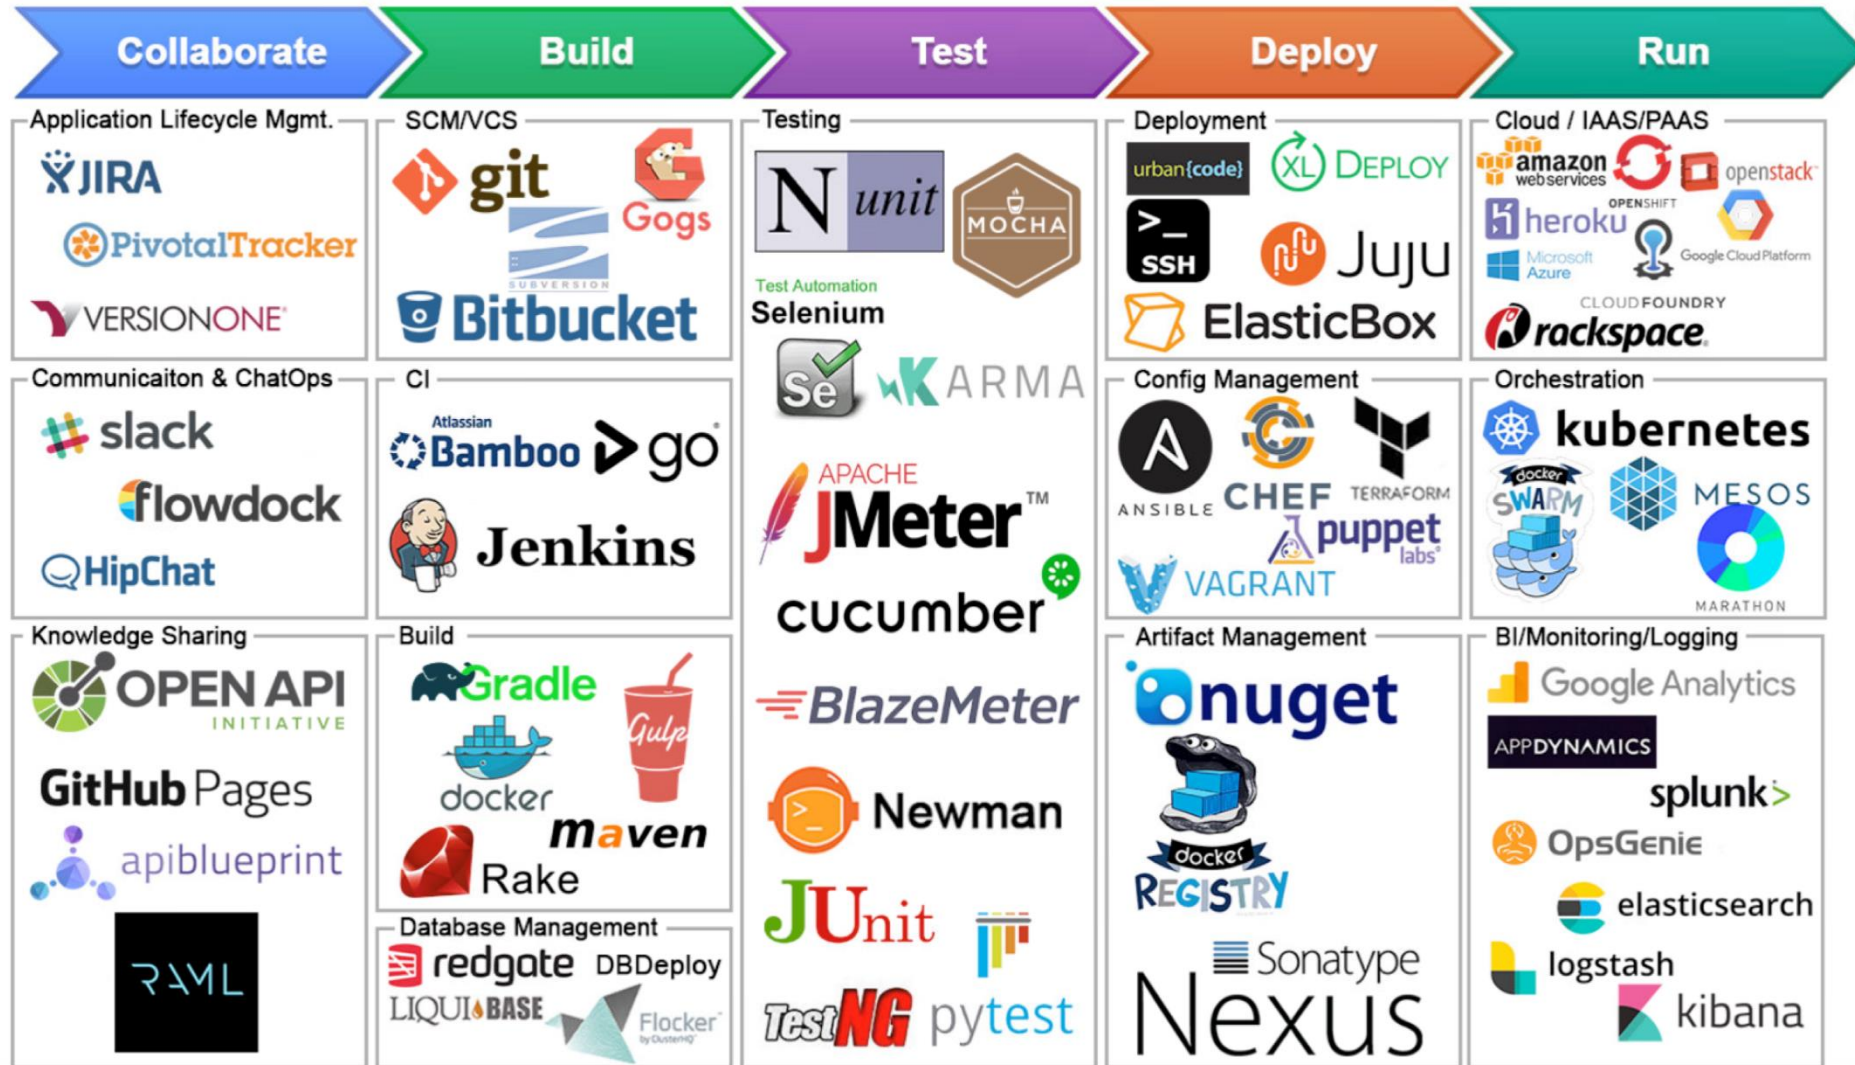 Collaborate
Build
Test
Deploy
Run
Application Lifecycle Mgmt.
JIRA
PivotalTracker
VERSIONONE
Communicaiton & ChatOps
slack
flowdock
HipChat
Knowledge Sharing
OPEN API
INITIATIVE
GitHub Pages
apiblueprint
RAML
SCM/VCS
git
Gogs
SUBVERSION
Bitbucket
CI
Atlassian
Bamboo
go
Jenkins
Build
Gradle
Gulp
docker
maven
Rake
Database Management
redgate
DBDeploy
LIQUIBASE
Flocker
by ClusterHQ
Testing
N unit
MOCHA
Test Automation
Selenium
Se
KARMA
APACHE
JMeter™
cucumber
BlazeMeter
>_
Newman
JUnit
TestNG
pytest
Deployment
urban{code}
XL DEPLOY
>_
SSH
Juju
ElasticBox
Config Management
A
ANSIBLE
CHEF
TERRAFORM
puppet
labs®
VAGRANT
Artifact Management
nuget
docker
REGISTRY
Sonatype
Nexus
Cloud / IAAS/PAAS
amazon
webservices
OPENSHIFT
openstack™
heroku
Microsoft
Azure
Google Cloud Platform
CLOUDFOUNDRY
rackspace.
Orchestration
kubernetes
docker
SWARM
MESOS
MARATHON
BI/Monitoring/Logging
Google Analytics
APPDYNAMICS
splunk>
OpsGenie
elasticsearch
logstash
kibana